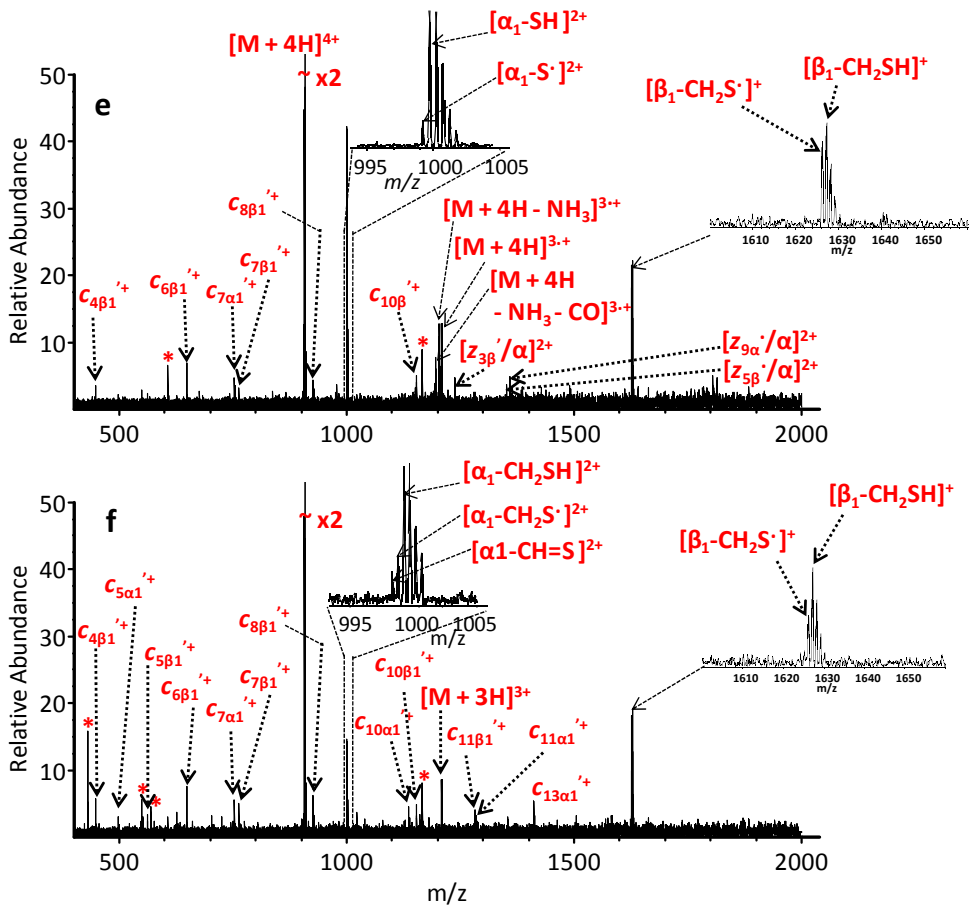 e
Relative Abundance
50
40
30
20
10
[M + 4H]⁴⁺
~ x2
[α₁-SH]²⁺
[α₁-S·]²⁺
995
1000
1005
m/z
[β₁-CH₂S·]⁺
[β₁-CH₂SH]⁺
1610
1620
1630
1640
1650
m/z
c₄β₁'⁺
*
c₆β₁'⁺
c₇α₁'⁺
c₇β₁'⁺
c₈β₁'⁺
c₁₀β'⁺
*
[M + 4H - NH₃]³·⁺
[M + 4H]³·⁺
[M + 4H
- NH₃ - CO]³·⁺
[z₃β'/α]²⁺
[z₉α·/α]²⁺
[z₅β·/α]²⁺
500
1000
1500
2000
f
Relative Abundance
50
40
30
20
10
~ x2
[α₁-CH₂SH]²⁺
[α₁-CH₂S·]²⁺
[α1-CH=S]²⁺
995
1000
1005
m/z
[β₁-CH₂S·]⁺
[β₁-CH₂SH]⁺
1610
1620
1630
1640
1650
m/z
*
c₄β₁'⁺
c₅α₁'⁺
*
c₅β₁'⁺
*
c₆β₁'⁺
c₇α₁'⁺
c₇β₁'⁺
c₈β₁'⁺
c₁₀α₁'⁺
c₁₀β₁'⁺
*
[M + 3H]³⁺
c₁₁β₁'⁺
c₁₁α₁'⁺
c₁₃α₁'⁺
500
1000
1500
2000
m/z